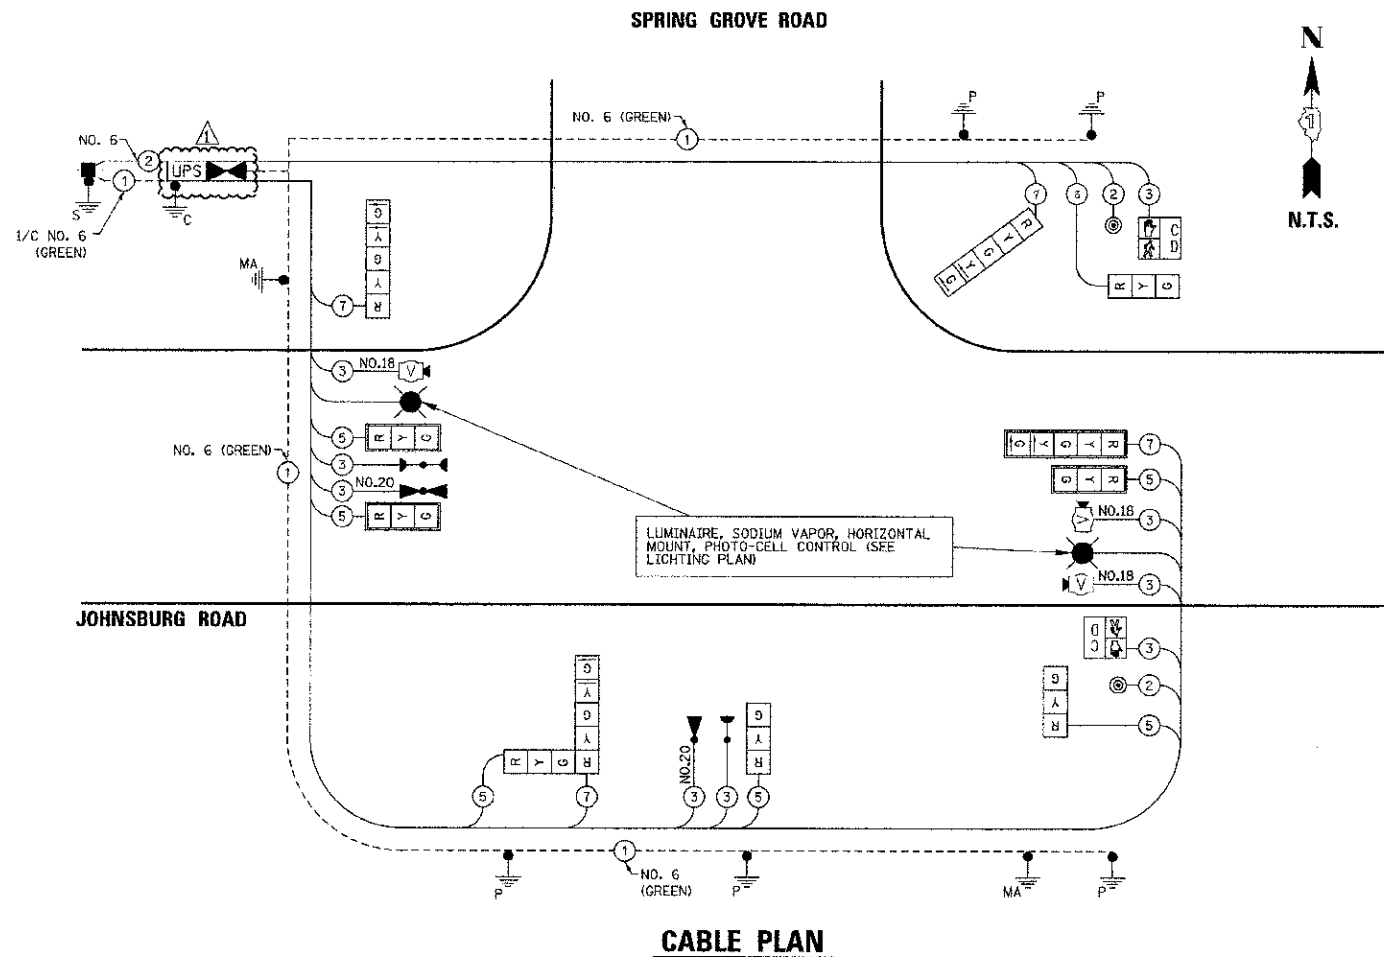 SPRING GROVE ROAD
N
N.T.S.
P
P
NO. 6 (GREEN)
1
NO. 6
2
1
UPS
1
S
C
1/C NO. 6
(GREEN)
MA
G Y G Y R
7
7
2
3
R Y G Y G
C
D
R Y G
3
NO.18
V
5
R Y G
3
3
NO.20
5
R Y G
NO. 6 (GREEN)
1
G Y G Y R
7
G Y R
5
V
NO.18
3
V
NO.18
3
LUMINAIRE, SODIUM VAPOR, HORIZONTAL
MOUNT, PHOTO-CELL CONTROL (SEE
LIGHTING PLAN)
JOHNSBURG ROAD
D
C
3
2
G Y R
5
G Y G Y R
R Y G
5
7
NO.20
3
3
G Y R
5
1
NO. 6
(GREEN)
P
P
MA
P
CABLE PLAN